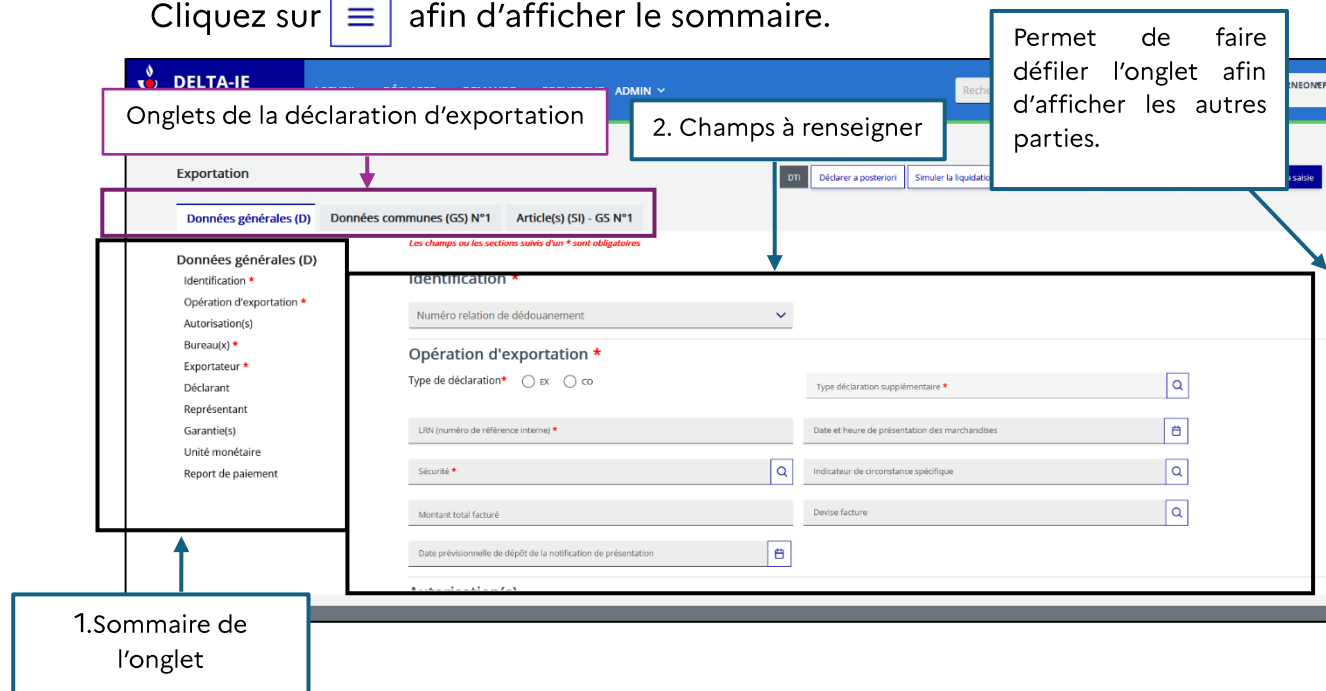 Cliquez sur afin d'afficher le sommaire.
Permet de faire
défiler l'onglet afin
d'afficher les autres
parties.
DELTA-IE
ADMIN
Onglets de la déclaration d'exportation
2. Champs à renseigner
Exportation
DTI Déclarer a posteriori Simuler la saisie
Données générales (D) Données communes (GS) N°1 Article(s) (SI) - GS N°1
Les champs ou les sections suivis d'un * sont obligatoires
Données générales (D)
Identification *
Opération d'exportation *
Autorisation(s)
Bureau(x) *
Exportateur *
Déclarant
Représentant
Garantie(s)
Unité monétaire
Report de paiement
Identification *
Numéro relation de dédouanement
Opération d'exportation *
Type de déclaration* EX CO
Type déclaration supplémentaire *
LRN (numéro de référence interne) *
Date et heure de présentation des marchandises
Sécurité *
Indicateur de circonstance spécifique
Montant total facturé
Devise facture
Date prévisionnelle de dépôt de la notification de présentation
1.Sommaire de
l'onglet